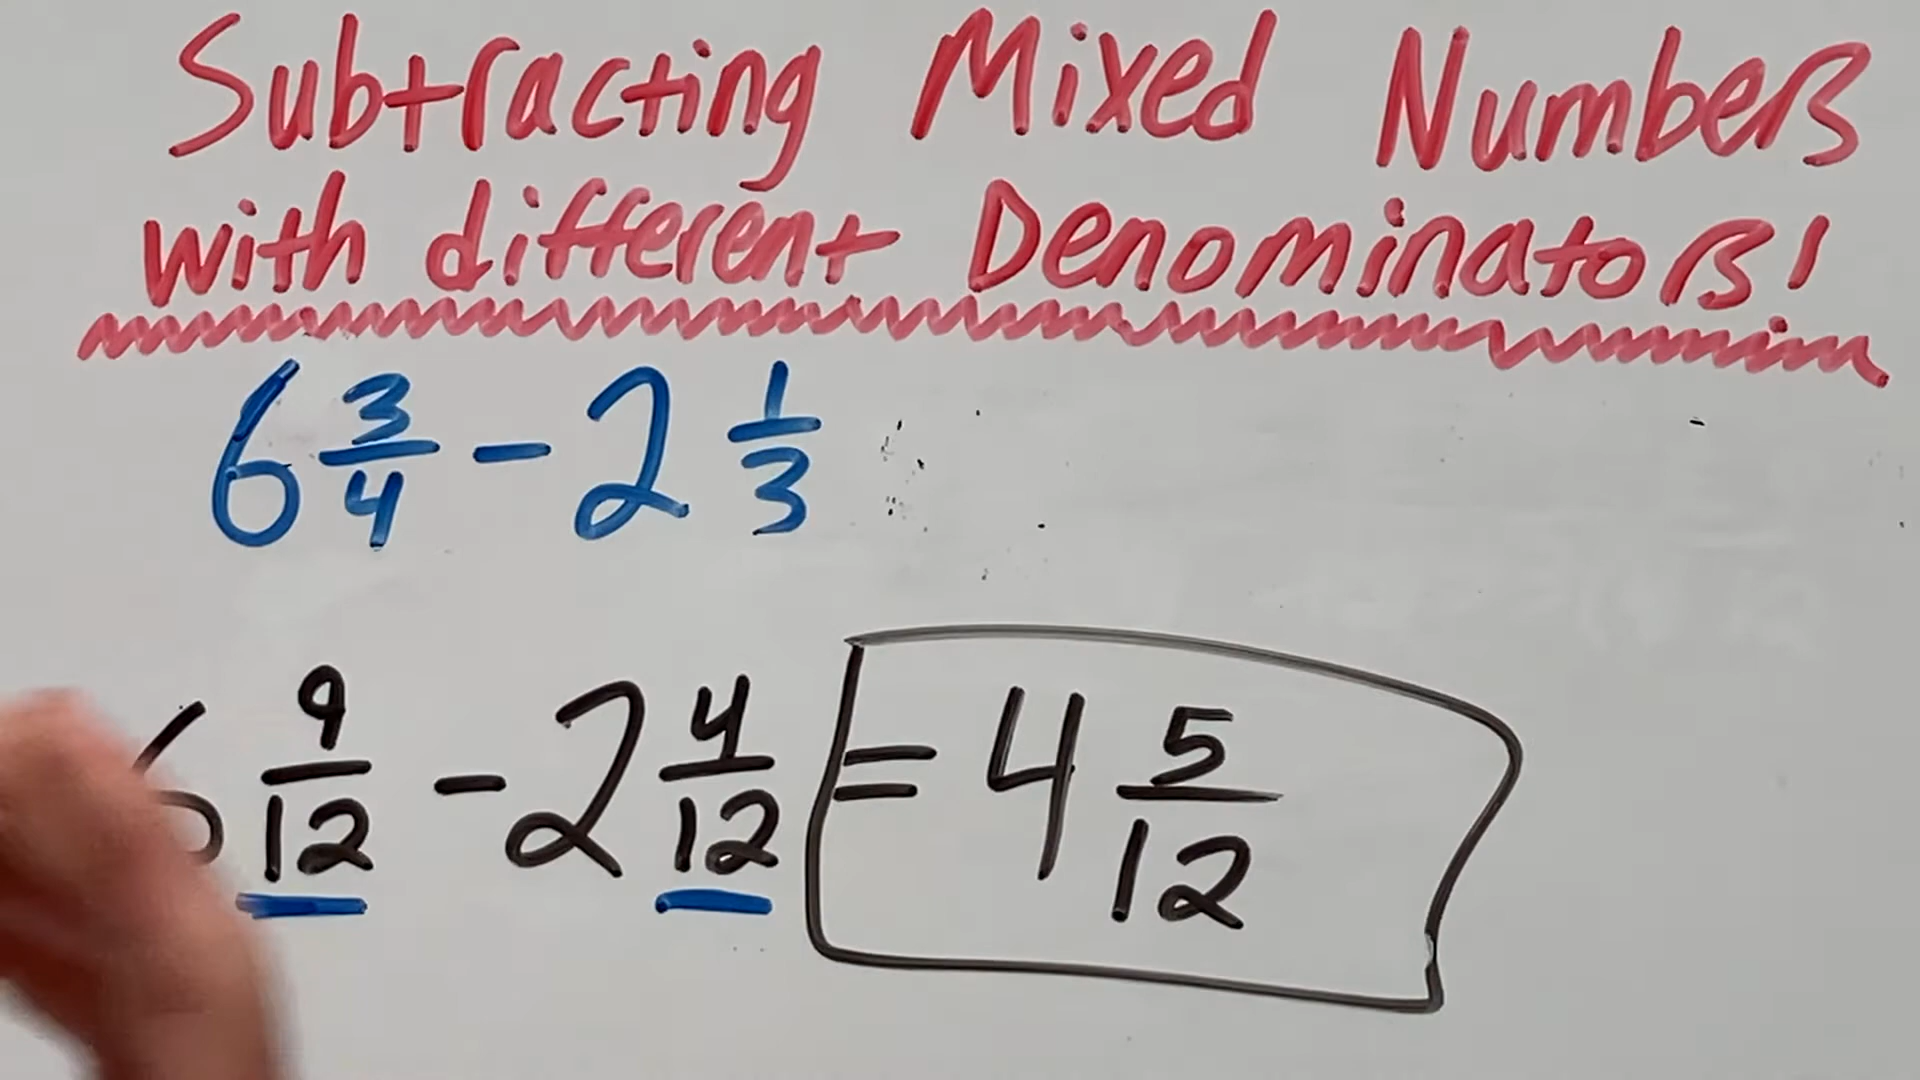 Subtracting Mixed Numbers
with different Denominators!
6 3/4 - 2 1/3
6 9/12 - 2 4/12 = 4 5/12